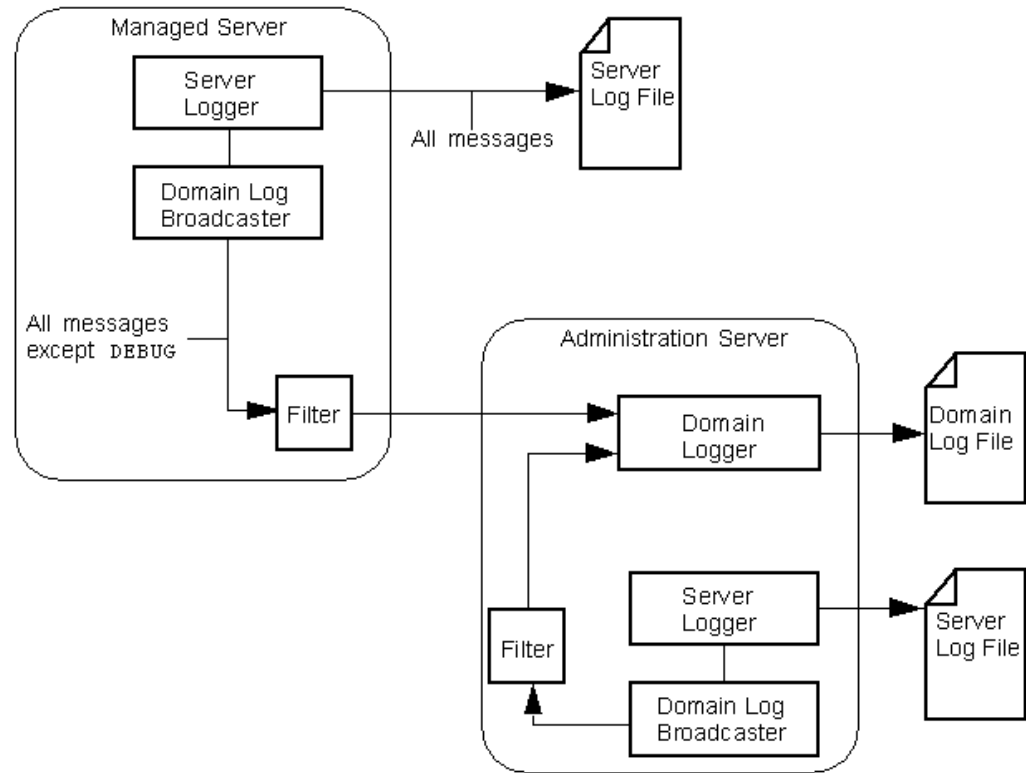 Managed Server
Server
Logger
Server
Log File
All messages
Domain Log
Broadcaster
All messages
except DEBUG
Filter
Administration Server
Domain
Logger
Domain
Log File
Server
Logger
Server
Log File
Filter
Domain Log
Broadcaster